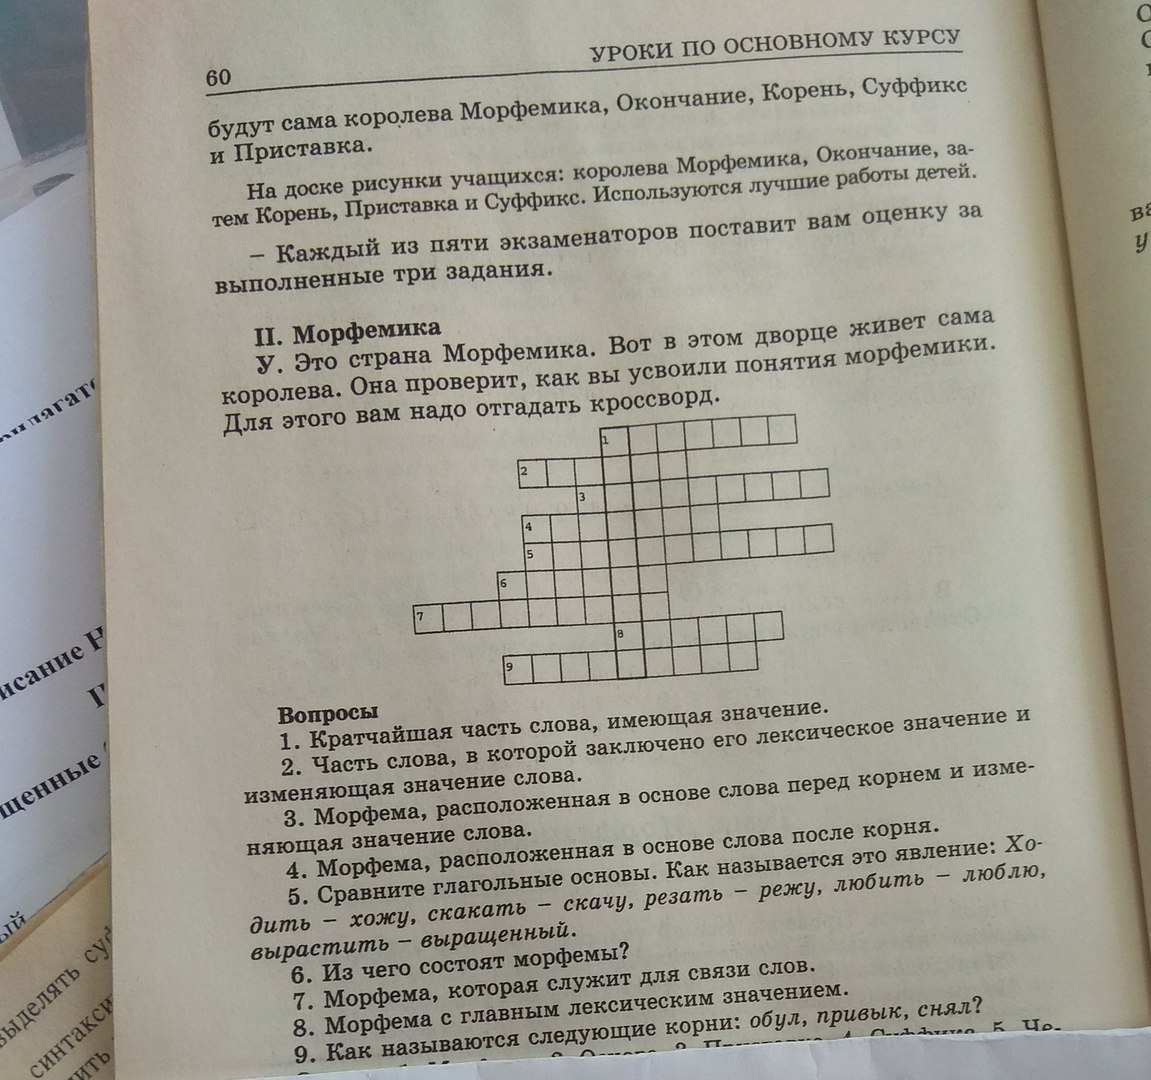 60
УРОКИ ПО ОСНОВНОМУ КУРСУ
будут сама королева Морфемика, Окончание, Корень, Суффикс
и Приставка.
На доске рисунки учащихся: королева Морфемика, Окончание, за-
тем Корень, Приставка и Суффикс. Используются лучшие работы детей.
– Каждый из пяти экзаменаторов поставит вам оценку за
выполненные три задания.
II. Морфемика
У. Это страна Морфемика. Вот в этом дворце живет сама
королева. Она проверит, как вы усвоили понятия морфемики.
Для этого вам надо отгадать кроссворд.
1
2
3
4
5
6
7
8
9
Вопросы
1. Кратчайшая часть слова, имеющая значение.
2. Часть слова, в которой заключено его лексическое значение и
изменяющая значение слова.
3. Морфема, расположенная в основе слова перед корнем и изме-
няющая значение слова.
4. Морфема, расположенная в основе слова после корня.
5. Сравните глагольные основы. Как называется это явление: Хо-
дить – хожу, скакать – скачу, резать – режу, любить – люблю,
вырастить – выращенный.
6. Из чего состоят морфемы?
7. Морфема, которая служит для связи слов.
8. Морфема с главным лексическим значением.
9. Как называются следующие корни: обул, привык, снял?
исание Н
щенные
ый
выделять су
синтакси